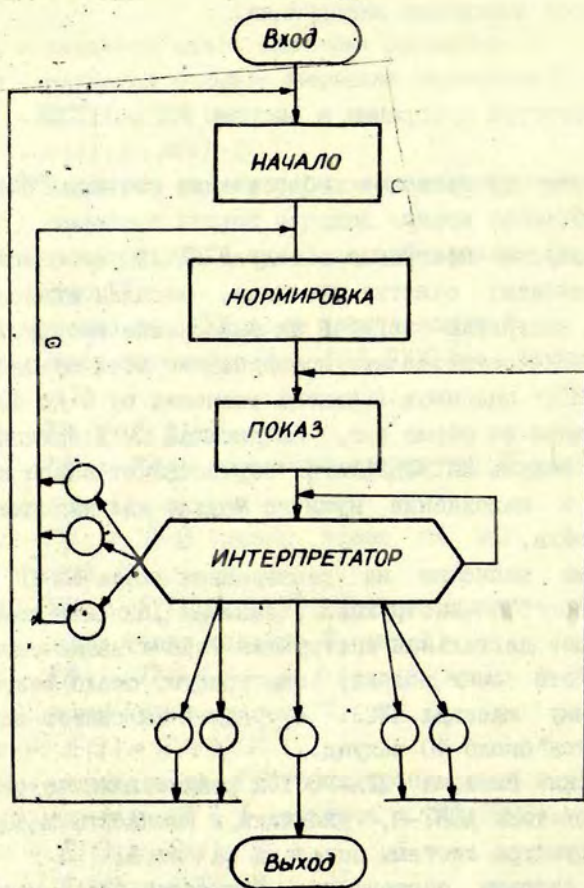 Вход
НАЧАЛО
НОРМИРОВКА
ПОКАЗ
ИНТЕРПРЕТАТОР
Выход